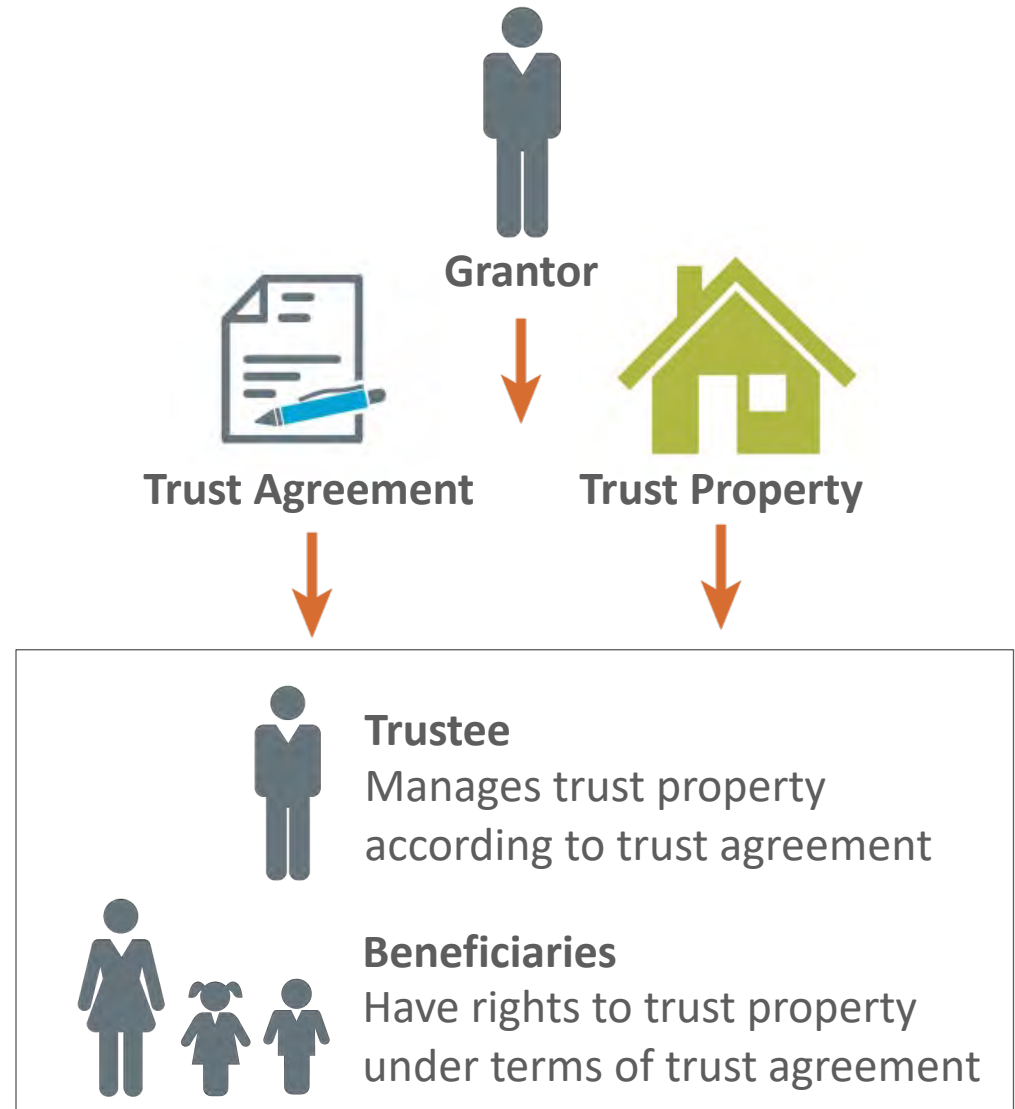 Grantor
Trust Agreement
Trust Property
Trustee
Manages trust property
according to trust agreement
Beneficiaries
Have rights to trust property
under terms of trust agreement